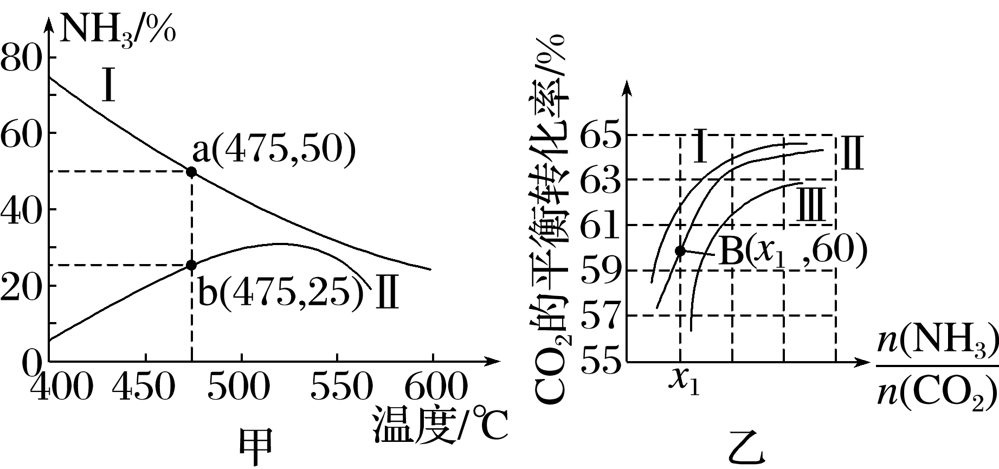 NH₃/%
80
60
40
20
0
400 450 500 550 600
温度/℃
Ⅰ
a(475,50)
b(475,25)
Ⅱ
甲
CO₂的平衡转化率/%
65
63
61
59
57
55
Ⅰ
Ⅱ
Ⅲ
B(x₁ ,60)
x₁
n(NH₃)
n(CO₂)
乙